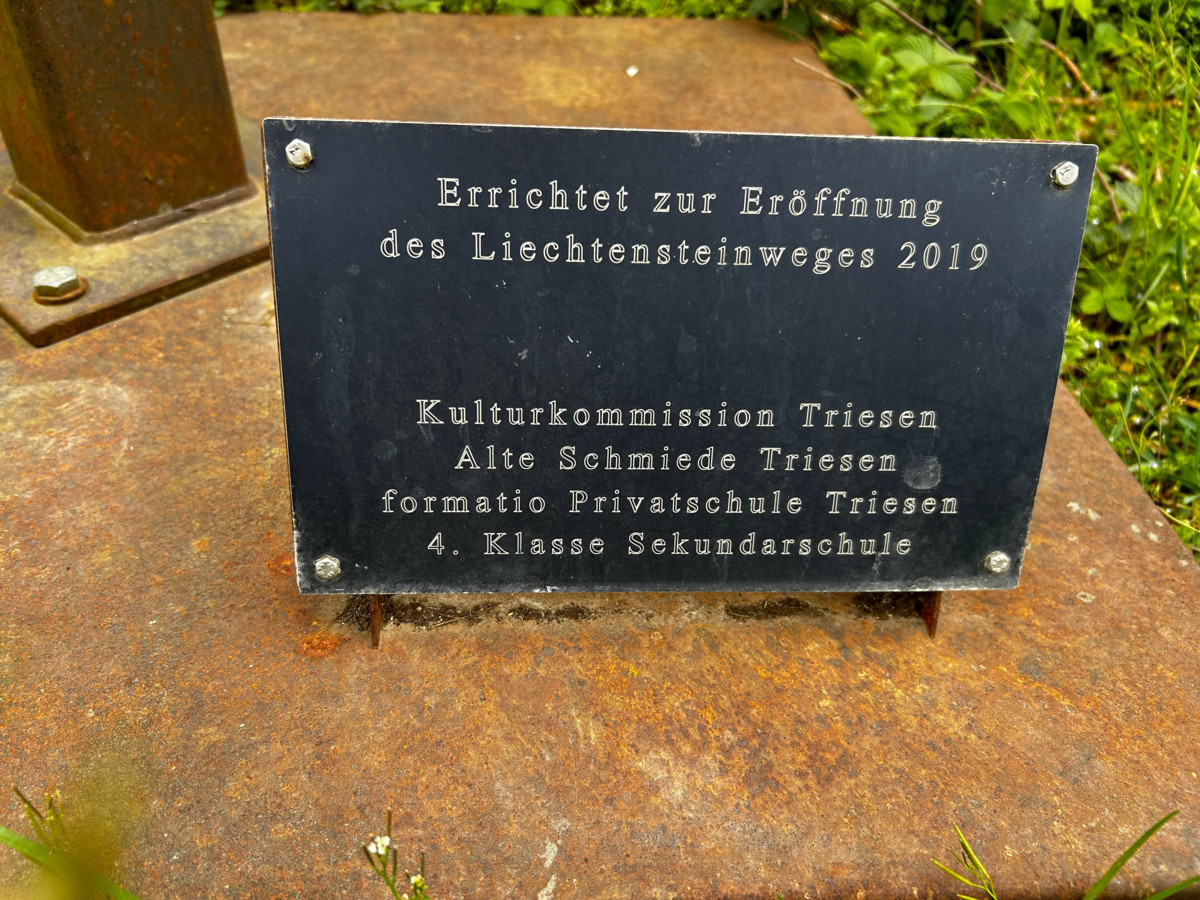 Errichtet zur Eröffnung
des Liechtensteinweges 2019
Kulturkommission Triesen
Alte Schmiede Triesen
formatio Privatschule Triesen
4. Klasse Sekundarschule